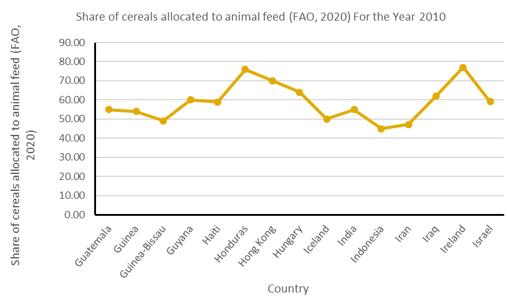 Share of cereals allocated to animal feed (FAO, 2020) For the Year 2010
Share of cereals allocated to animal feed (FAO,
2020)
90.00
80.00
70.00
60.00
50.00
40.00
30.00
20.00
10.00
0.00
Guatemala
Guinea
Guinea-Bissau
Guyana
Haiti
Honduras
Hong Kong
Hungary
Iceland
India
Indonesia
Iran
Iraq
Ireland
Israel
Country